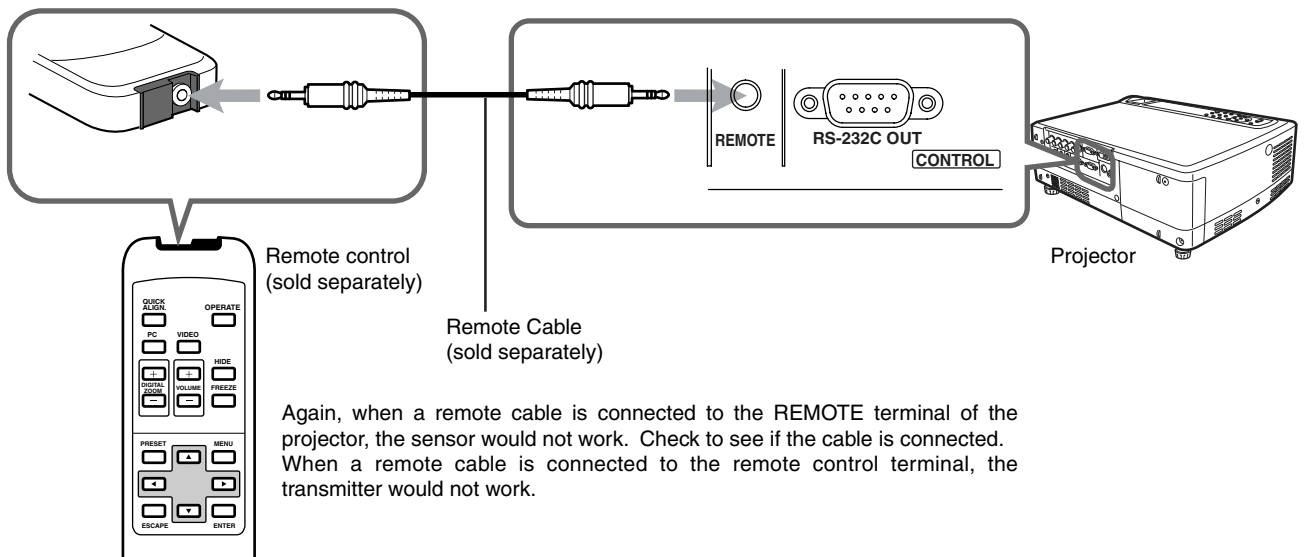 REMOTE
RS-232C OUT
CONTROL
Projector
Remote control
(sold separately)
Remote Cable
(sold separately)
QUICK
ALIGN.
OPERATE
PC VIDEO
HIDE
DIGITAL
ZOOM
VOLUME
FREEZE
PRESET MENU
ESCAPE ENTER
Again, when a remote cable is connected to the REMOTE terminal of the
projector, the sensor would not work. Check to see if the cable is connected.
When a remote cable is connected to the remote control terminal, the
transmitter would not work.